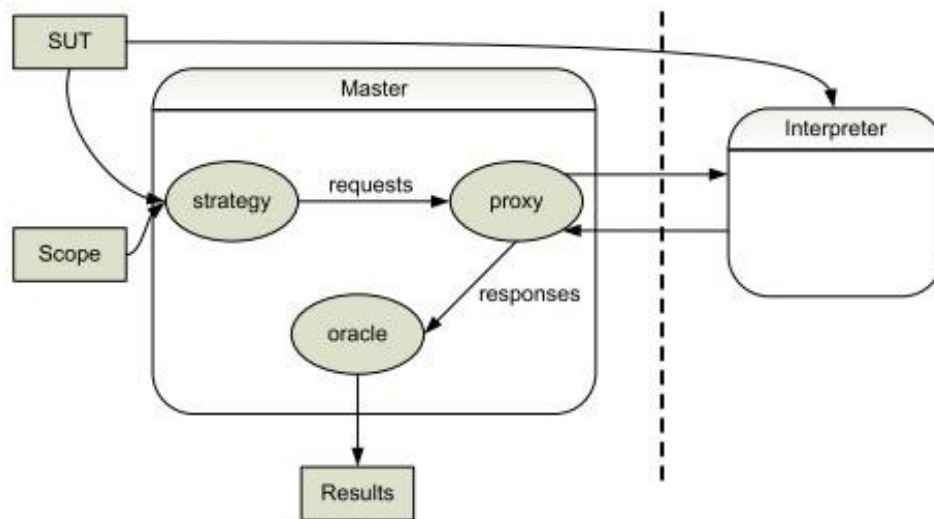 SUT
Master
Interpreter
requests
strategy
proxy
Scope
responses
oracle
Results